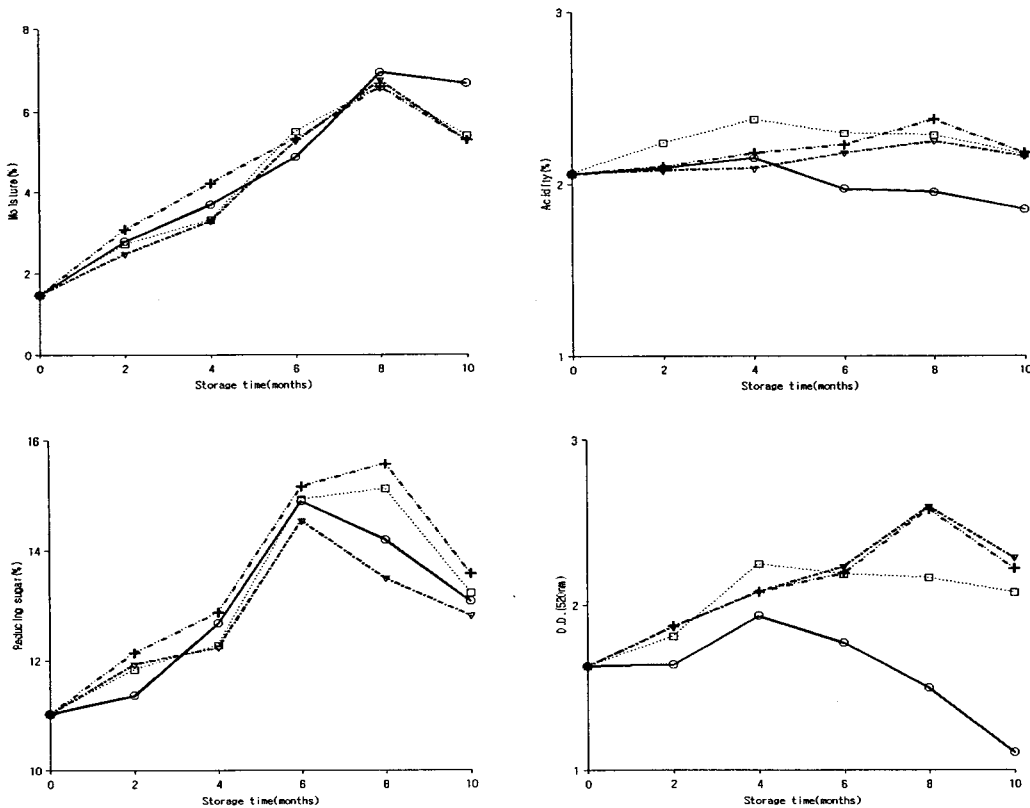 8
6
4
2
0
Moisture(%)
0 2 4 6 8 10
Storage time(months)
3
2
1
Acidity(%)
0 2 4 6 8 10
Storage time(months)
16
14
12
10
Reducing sugar(%)
0 2 4 6 8 10
Storage time(months)
3
2
1
O.D.(520nm)
0 2 4 6 8 10
Storage time(months)